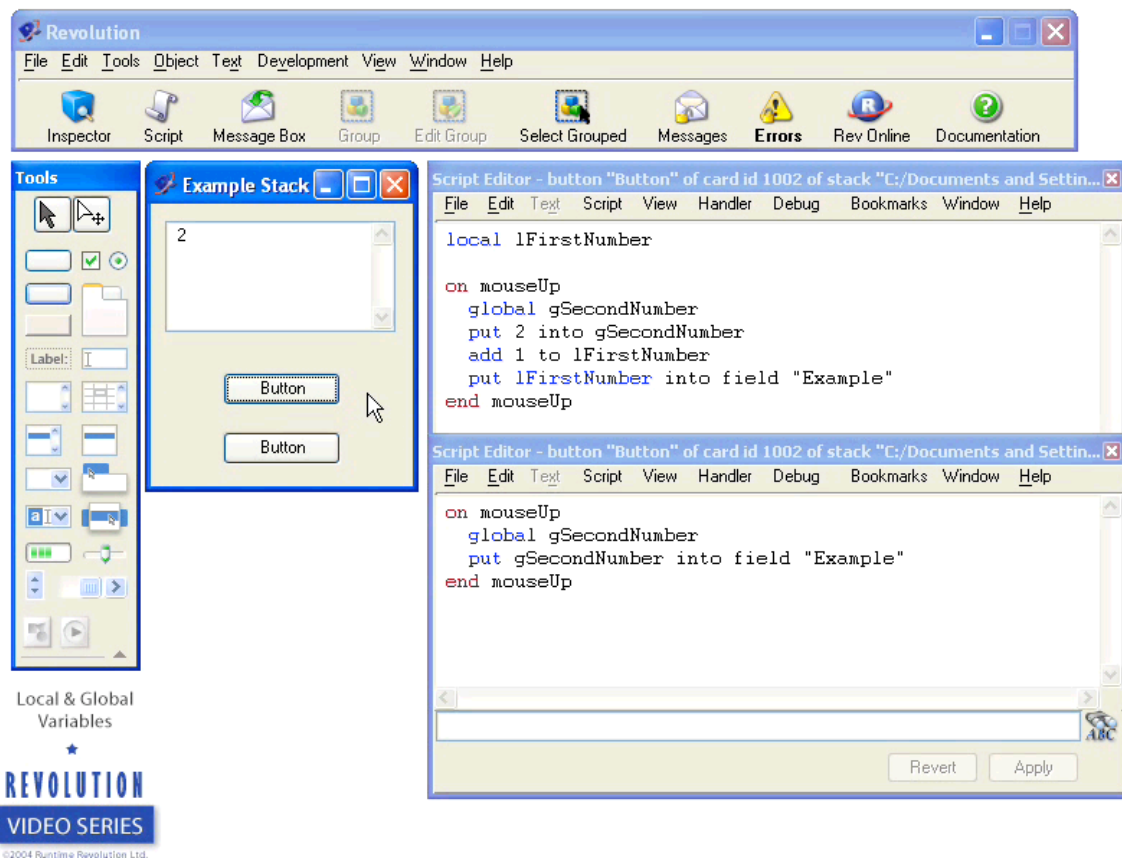 Revolution
File Edit Tools Object Text Development View Window Help
Inspector Script Message Box Group Edit Group Select Grouped Messages Errors Rev Online Documentation
Tools
Label:
a
Example Stack
2
Button
Button
Script Editor - button "Button" of card id 1002 of stack "C:/Documents and Settin...
File Edit Text Script View Handler Debug Bookmarks Window Help
local lFirstNumber
on mouseUp
global gSecondNumber
put 2 into gSecondNumber
add 1 to lFirstNumber
put lFirstNumber into field "Example"
end mouseUp
Script Editor - button "Button" of card id 1002 of stack "C:/Documents and Settin...
File Edit Text Script View Handler Debug Bookmarks Window Help
on mouseUp
global gSecondNumber
put gSecondNumber into field "Example"
end mouseUp
ABC
Revert Apply
Local & Global
Variables
REVOLUTION
VIDEO SERIES
©2004 Runtime Revolution Ltd.